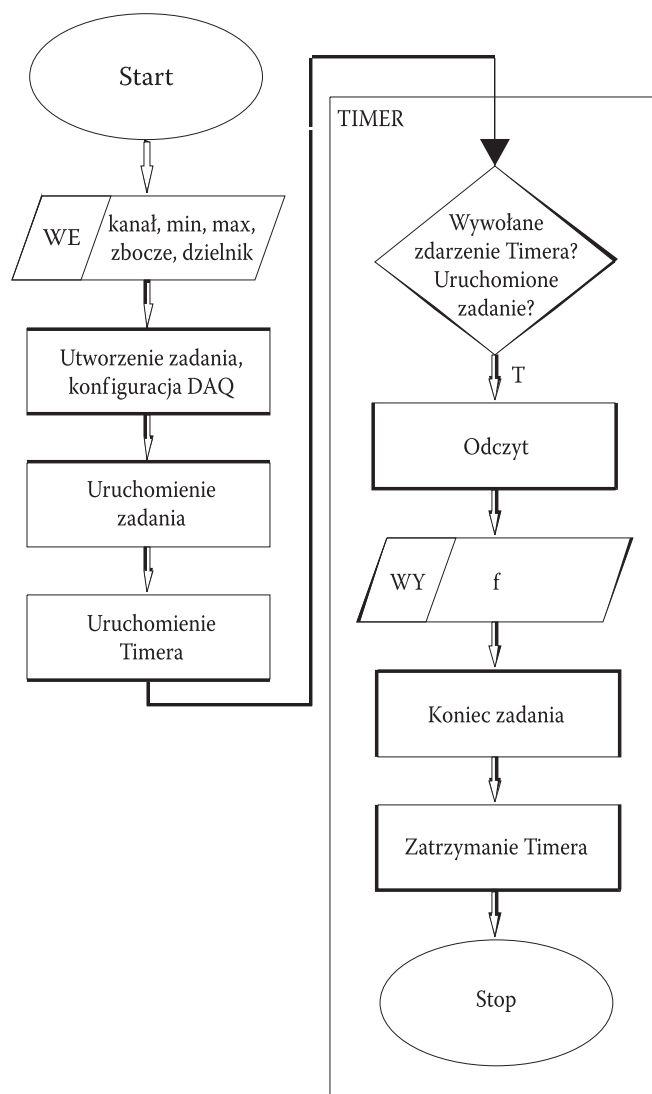 Start
WE
kanał, min, max,
zbocze, dzielnik
Utworzenie zadania,
konfiguracja DAQ
Uruchomienie
zadania
Uruchomienie
Timera
TIMER
Wywołane
zdarzenie Timera?
Uruchomione
zadanie?
T
Odczyt
WY
f
Koniec zadania
Zatrzymanie Timera
Stop